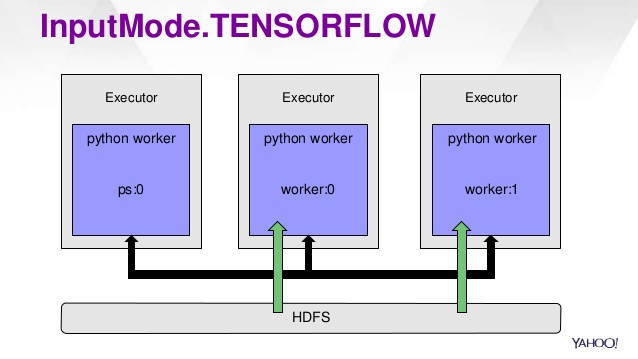 InputMode.TENSORFLOW
Executor
python worker
ps:0
Executor
python worker
worker:0
Executor
python worker
worker:1
HDFS
YAHOO!